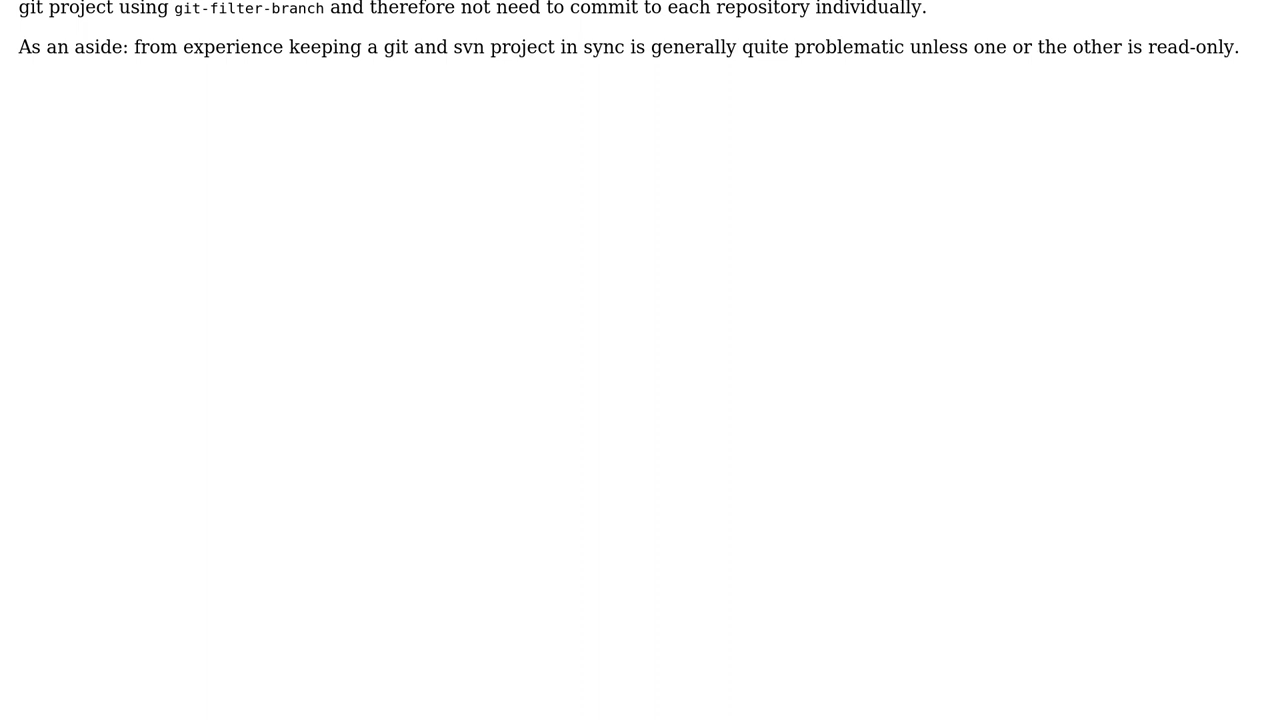 git project using git-filter-branch and therefore not need to commit to each repository individually.
As an aside: from experience keeping a git and svn project in sync is generally quite problematic unless one or the other is read-only.